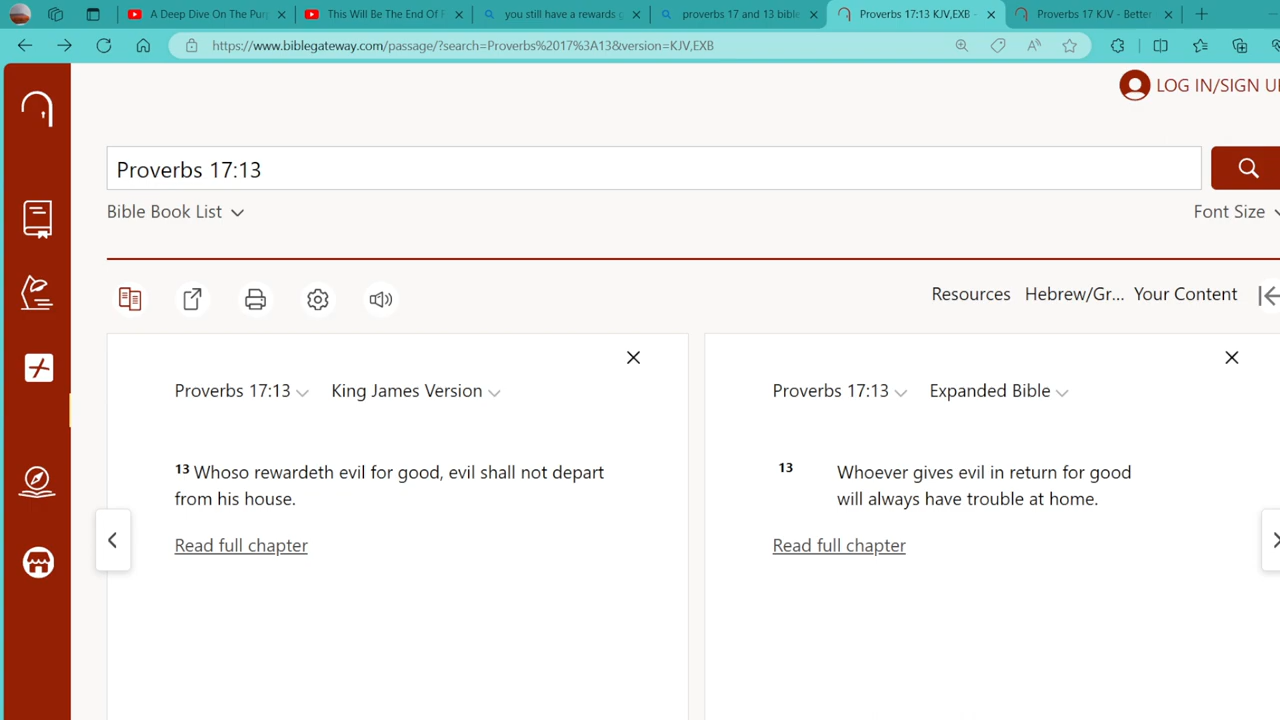 A Deep Dive On The Pur
This Will Be The End Of F
you still have a rewards g
proverbs 17 and 13 bible
Proverbs 17:13 KJV,EXB -
Proverbs 17 KJV - Better
https://www.biblegateway.com/passage/?search=Proverbs%2017%3A13&version=KJV,EXB
LOG IN/SIGN U
Proverbs 17:13
Bible Book List
Font Size
Resources Hebrew/Gr... Your Content
Proverbs 17:13 King James Version
13 Whoso rewardeth evil for good, evil shall not depart
from his house.
Read full chapter
Proverbs 17:13 Expanded Bible
13 Whoever gives evil in return for good
will always have trouble at home.
Read full chapter